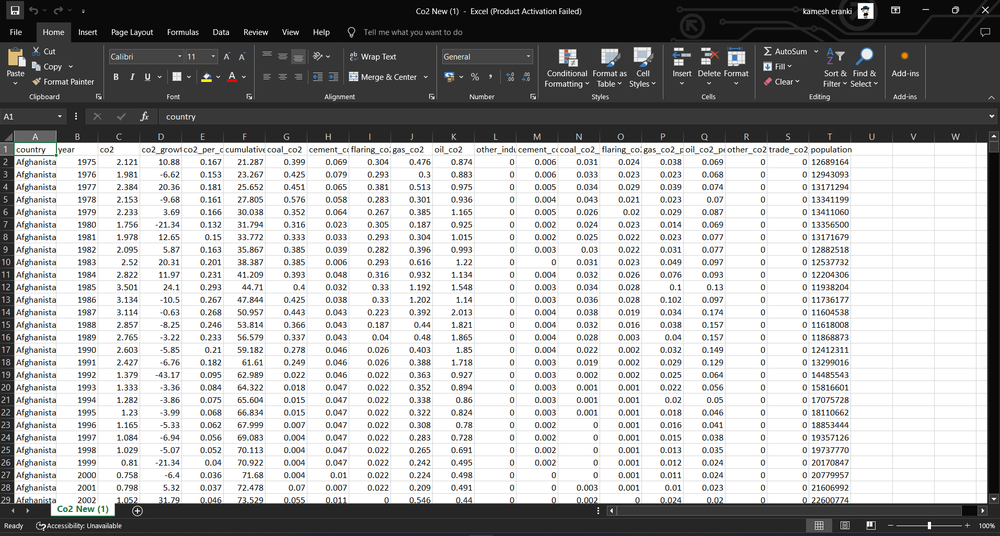 Co2 New (1) - Excel (Product Activation Failed)
kamesh eranki
File Home Insert Page Layout Formulas Data Review View Help Tell me what you want to do
Paste
Cut
Copy
Format Painter
Clipboard
Calibri 11
B I U
Font
ab Wrap Text
Merge & Center
Alignment
General
% ,
Number
Conditional Formatting
Format as Table
Cell Styles
Styles
Insert Delete Format
Cells
AutoSum
Fill
Clear
Sort & Filter
Find & Select
Editing
Add-ins
Add-ins
A1 fx country
A B C D E F G H I J K L M N O P Q R S T U V W
1 country year co2 co2_growt co2_per_c cumulative coal_co2 cement_co flaring_co2 gas_co2 oil_co2 other_indu cement_co coal_co2_ flaring_co2 gas_co2_p oil_co2_pe other_co2 trade_co2 population
2 Afghanista 1975 2.121 10.88 0.167 21.287 0.399 0.069 0.304 0.476 0.874 0 0.006 0.031 0.024 0.038 0.069 0 0 12689164
3 Afghanista 1976 1.981 -6.62 0.153 23.267 0.425 0.079 0.293 0.3 0.883 0 0.006 0.033 0.023 0.023 0.068 0 0 12943093
4 Afghanista 1977 2.384 20.36 0.181 25.652 0.451 0.065 0.381 0.513 0.975 0 0.005 0.034 0.029 0.039 0.074 0 0 13171294
5 Afghanista 1978 2.153 -9.68 0.161 27.805 0.576 0.058 0.283 0.301 0.936 0 0.004 0.043 0.021 0.023 0.07 0 0 13341199
6 Afghanista 1979 2.233 3.69 0.166 30.038 0.352 0.064 0.267 0.385 1.165 0 0.005 0.026 0.02 0.029 0.087 0 0 13411060
7 Afghanista 1980 1.756 -21.34 0.132 31.794 0.316 0.023 0.305 0.187 0.925 0 0.002 0.024 0.023 0.014 0.069 0 0 13356500
8 Afghanista 1981 1.978 12.65 0.15 33.772 0.333 0.033 0.293 0.304 1.015 0 0.002 0.025 0.022 0.023 0.077 0 0 13171679
9 Afghanista 1982 2.095 5.87 0.163 35.867 0.385 0.039 0.282 0.396 0.993 0 0.003 0.03 0.022 0.031 0.077 0 0 12882518
10 Afghanista 1983 2.52 20.31 0.201 38.387 0.385 0.006 0.293 0.616 1.22 0 0 0.031 0.023 0.049 0.097 0 0 12537732
11 Afghanista 1984 2.822 11.97 0.231 41.209 0.393 0.048 0.316 0.932 1.134 0 0.004 0.032 0.026 0.076 0.093 0 0 12204306
12 Afghanista 1985 3.501 24.1 0.293 44.71 0.4 0.032 0.33 1.192 1.548 0 0.003 0.034 0.028 0.1 0.13 0 0 11938204
13 Afghanista 1986 3.134 -10.5 0.267 47.844 0.425 0.038 0.33 1.202 1.14 0 0.003 0.036 0.028 0.102 0.097 0 0 11736177
14 Afghanista 1987 3.114 -0.63 0.268 50.957 0.443 0.043 0.223 0.392 2.013 0 0.004 0.038 0.019 0.034 0.174 0 0 11604538
15 Afghanista 1988 2.857 -8.25 0.246 53.814 0.366 0.043 0.187 0.44 1.821 0 0.004 0.032 0.016 0.038 0.157 0 0 11618008
16 Afghanista 1989 2.765 -3.22 0.233 56.579 0.337 0.043 0.04 0.48 1.865 0 0.004 0.028 0.003 0.04 0.157 0 0 11868873
17 Afghanista 1990 2.603 -5.85 0.21 59.182 0.278 0.046 0.026 0.403 1.85 0 0.004 0.022 0.002 0.032 0.149 0 0 12412311
18 Afghanista 1991 2.427 -6.76 0.182 61.61 0.249 0.046 0.026 0.388 1.718 0 0.003 0.019 0.002 0.029 0.129 0 0 13299016
19 Afghanista 1992 1.379 -43.17 0.095 62.989 0.022 0.046 0.022 0.363 0.927 0 0.003 0.002 0.002 0.025 0.064 0 0 14485543
20 Afghanista 1993 1.333 -3.36 0.084 64.322 0.018 0.047 0.022 0.352 0.894 0 0.003 0.001 0.001 0.022 0.056 0 0 15816601
21 Afghanista 1994 1.282 -3.86 0.075 65.604 0.015 0.047 0.022 0.338 0.86 0 0.003 0.001 0.001 0.02 0.05 0 0 17075728
22 Afghanista 1995 1.23 -3.99 0.068 66.834 0.015 0.047 0.022 0.322 0.824 0 0.003 0.001 0.001 0.018 0.046 0 0 18110662
23 Afghanista 1996 1.165 -5.33 0.062 67.999 0.007 0.047 0.022 0.308 0.78 0 0.002 0 0.001 0.016 0.041 0 0 18853444
24 Afghanista 1997 1.084 -6.94 0.056 69.083 0.004 0.047 0.022 0.283 0.728 0 0.002 0 0.001 0.015 0.038 0 0 19357126
25 Afghanista 1998 1.029 -5.07 0.052 70.113 0.004 0.047 0.022 0.265 0.691 0 0.002 0 0.001 0.013 0.035 0 0 19737770
26 Afghanista 1999 0.81 -21.34 0.04 70.922 0.004 0.047 0.022 0.242 0.495 0 0.002 0 0.001 0.012 0.024 0 0 20170847
27 Afghanista 2000 0.758 -6.4 0.036 71.68 0.004 0.01 0.022 0.224 0.498 0 0 0 0.001 0.011 0.024 0 0 20779957
28 Afghanista 2001 0.798 5.32 0.037 72.478 0.07 0.007 0.022 0.209 0.491 0 0 0.003 0.001 0.01 0.023 0 0 21606992
29 Afghanista 2002 1.052 31.79 0.046 73.529 0.055 0.011 0 0.546 0.44 0 0 0.002 0 0.024 0.02 0 0 22600774
Co2 New (1)
Ready Accessibility: Unavailable 100%